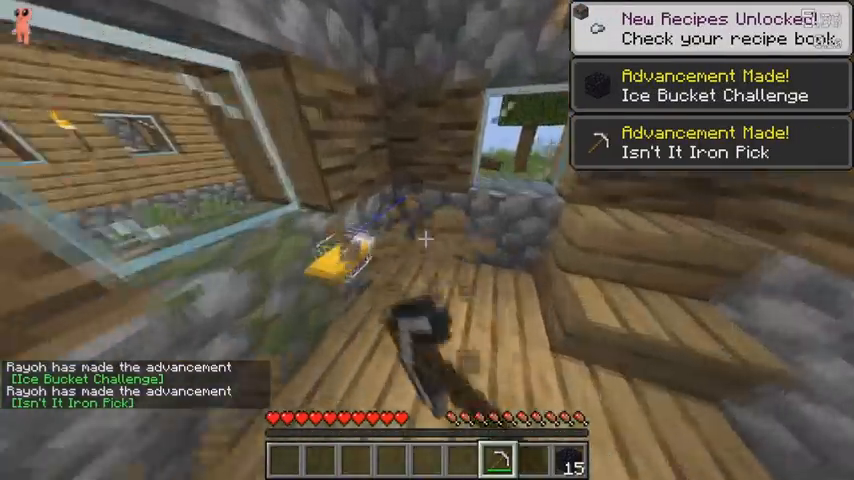 New Recipes Unlocked!
Check your recipe book
Advancement Made!
Ice Bucket Challenge
Advancement Made!
Isn't It Iron Pick
Rayoh has made the advancement
[Ice Bucket Challenge]
Rayoh has made the advancement
[Isn't It Iron Pick]
15